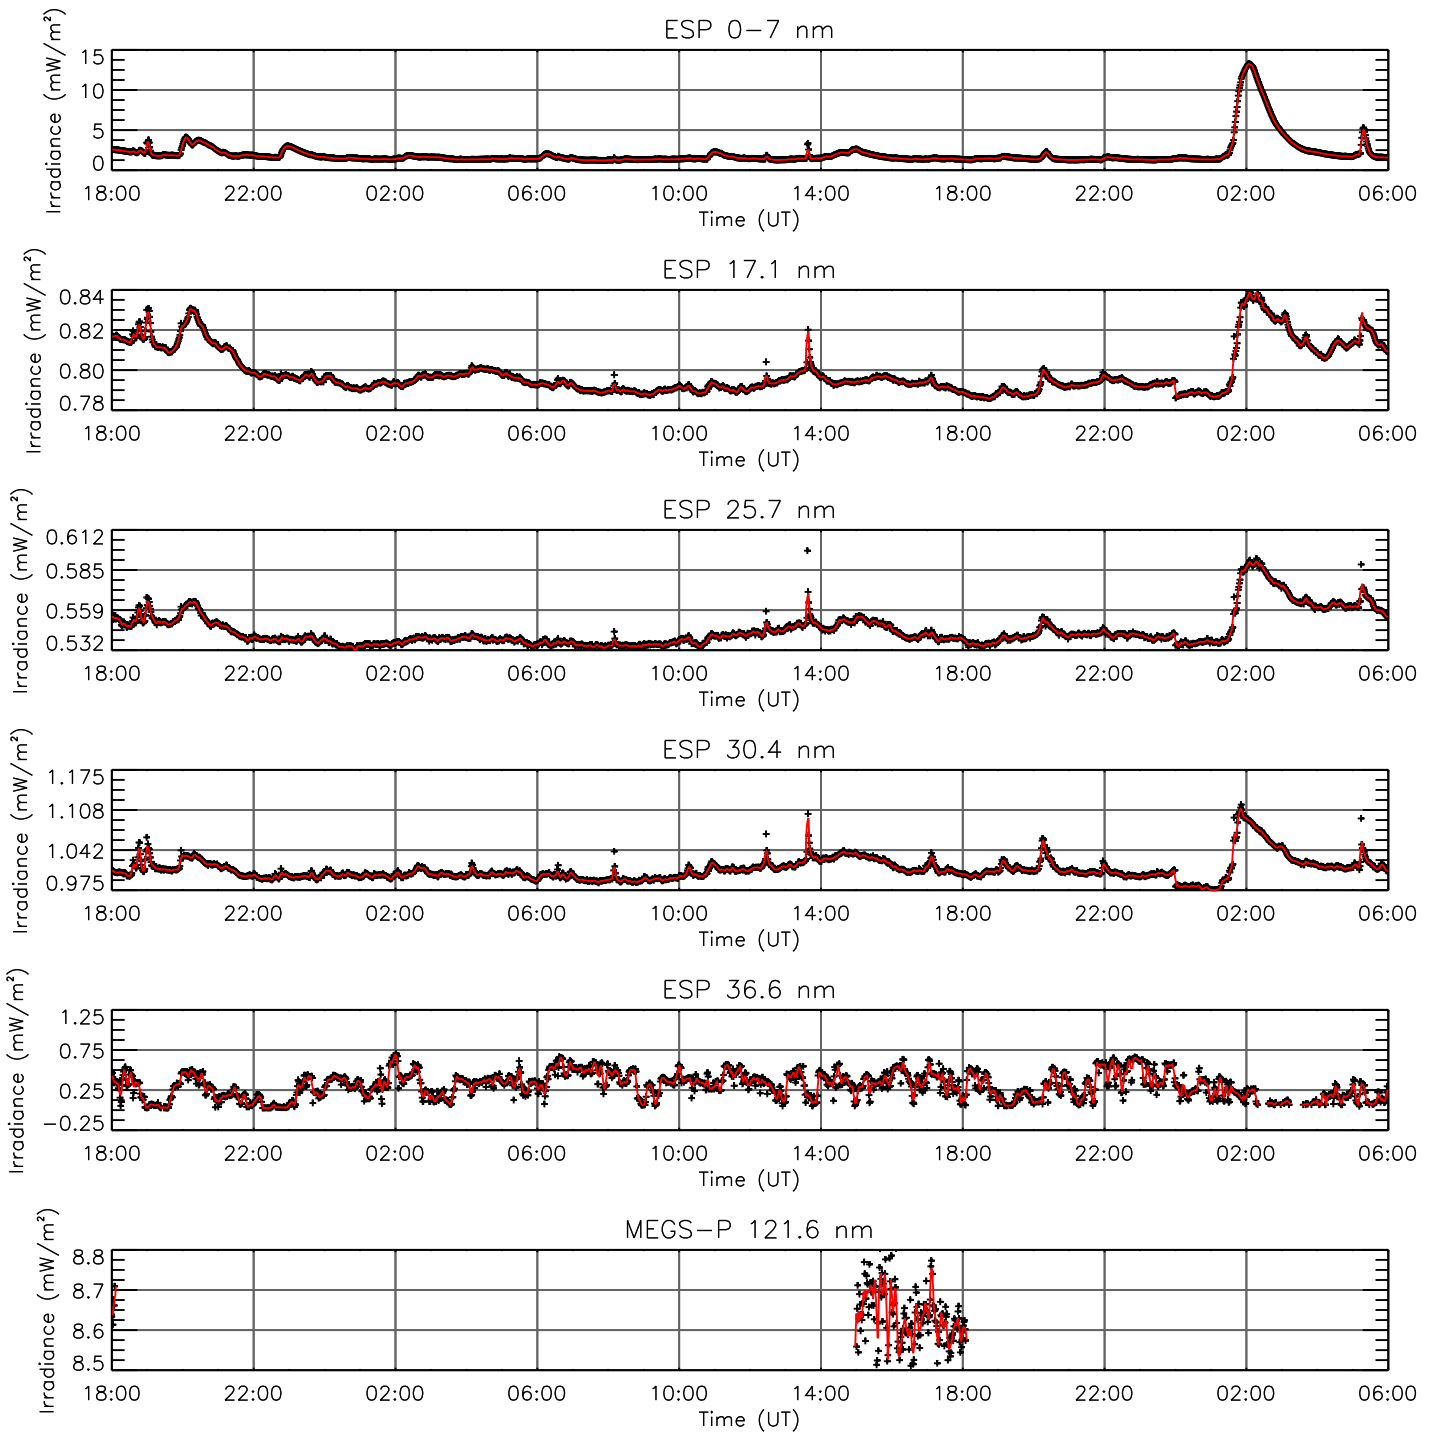 ESP 0−7 nm
Irradiance (mW/m²)
15
10
5
0
18:00 22:00 02:00 06:00 10:00 14:00 18:00 22:00 02:00 06:00
Time (UT)
ESP 17.1 nm
Irradiance (mW/m²)
0.84
0.82
0.80
0.78
18:00 22:00 02:00 06:00 10:00 14:00 18:00 22:00 02:00 06:00
Time (UT)
ESP 25.7 nm
Irradiance (mW/m²)
0.612
0.585
0.559
0.532
18:00 22:00 02:00 06:00 10:00 14:00 18:00 22:00 02:00 06:00
Time (UT)
ESP 30.4 nm
Irradiance (mW/m²)
1.175
1.108
1.042
0.975
18:00 22:00 02:00 06:00 10:00 14:00 18:00 22:00 02:00 06:00
Time (UT)
ESP 36.6 nm
Irradiance (mW/m²)
1.25
0.75
0.25
−0.25
18:00 22:00 02:00 06:00 10:00 14:00 18:00 22:00 02:00 06:00
Time (UT)
MEGS−P 121.6 nm
Irradiance (mW/m²)
8.8
8.7
8.6
8.5
18:00 22:00 02:00 06:00 10:00 14:00 18:00 22:00 02:00 06:00
Time (UT)